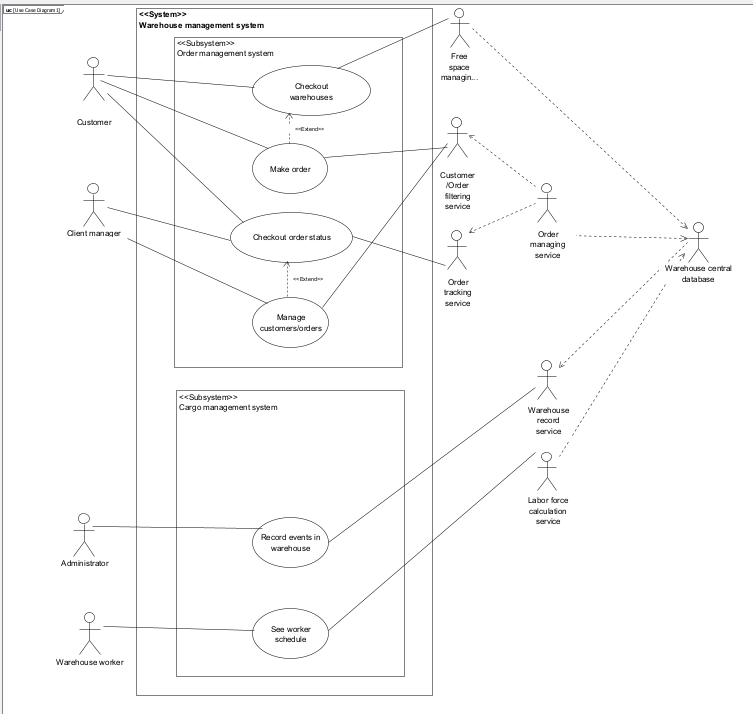 uc [Use Case Diagram1]
<<System>>
Warehouse management system
<<Subsystem>>
Order management system
Checkout
warehouses
<<Extend>>
Make order
Checkout order status
<<Extend>>
Manage
customers/orders
<<Subsystem>>
Cargo management system
Record events in
warehouse
See worker
schedule
Customer
Client manager
Administrator
Warehouse worker
Free
space
managin...
Customer
/Order
filtering
service
Order
tracking
service
Order
managing
service
Warehouse central
database
Warehouse
record
service
Labor force
calculation
service